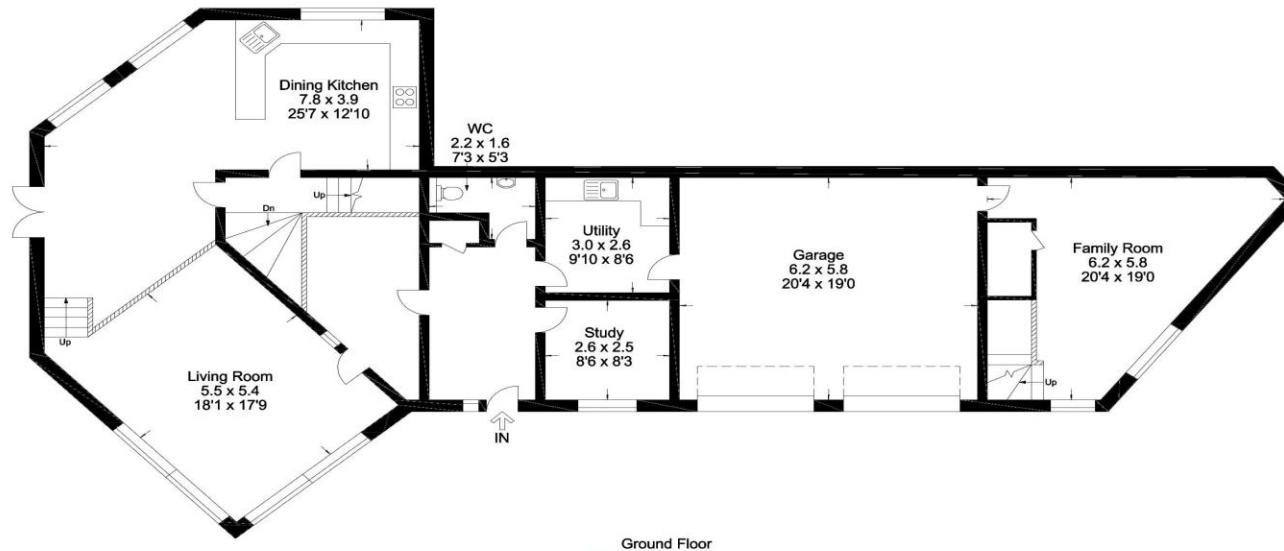 Dining Kitchen
7.8 x 3.9
25'7 x 12'10
WC
2.2 x 1.6
7'3 x 5'3
Up
Dn
Utility
3.0 x 2.6
9'10 x 8'6
Garage
6.2 x 5.8
20'4 x 19'0
Family Room
6.2 x 5.8
20'4 x 19'0
Up
Study
2.6 x 2.5
8'6 x 8'3
Living Room
5.5 x 5.4
18'1 x 17'9
Up
IN
Ground Floor